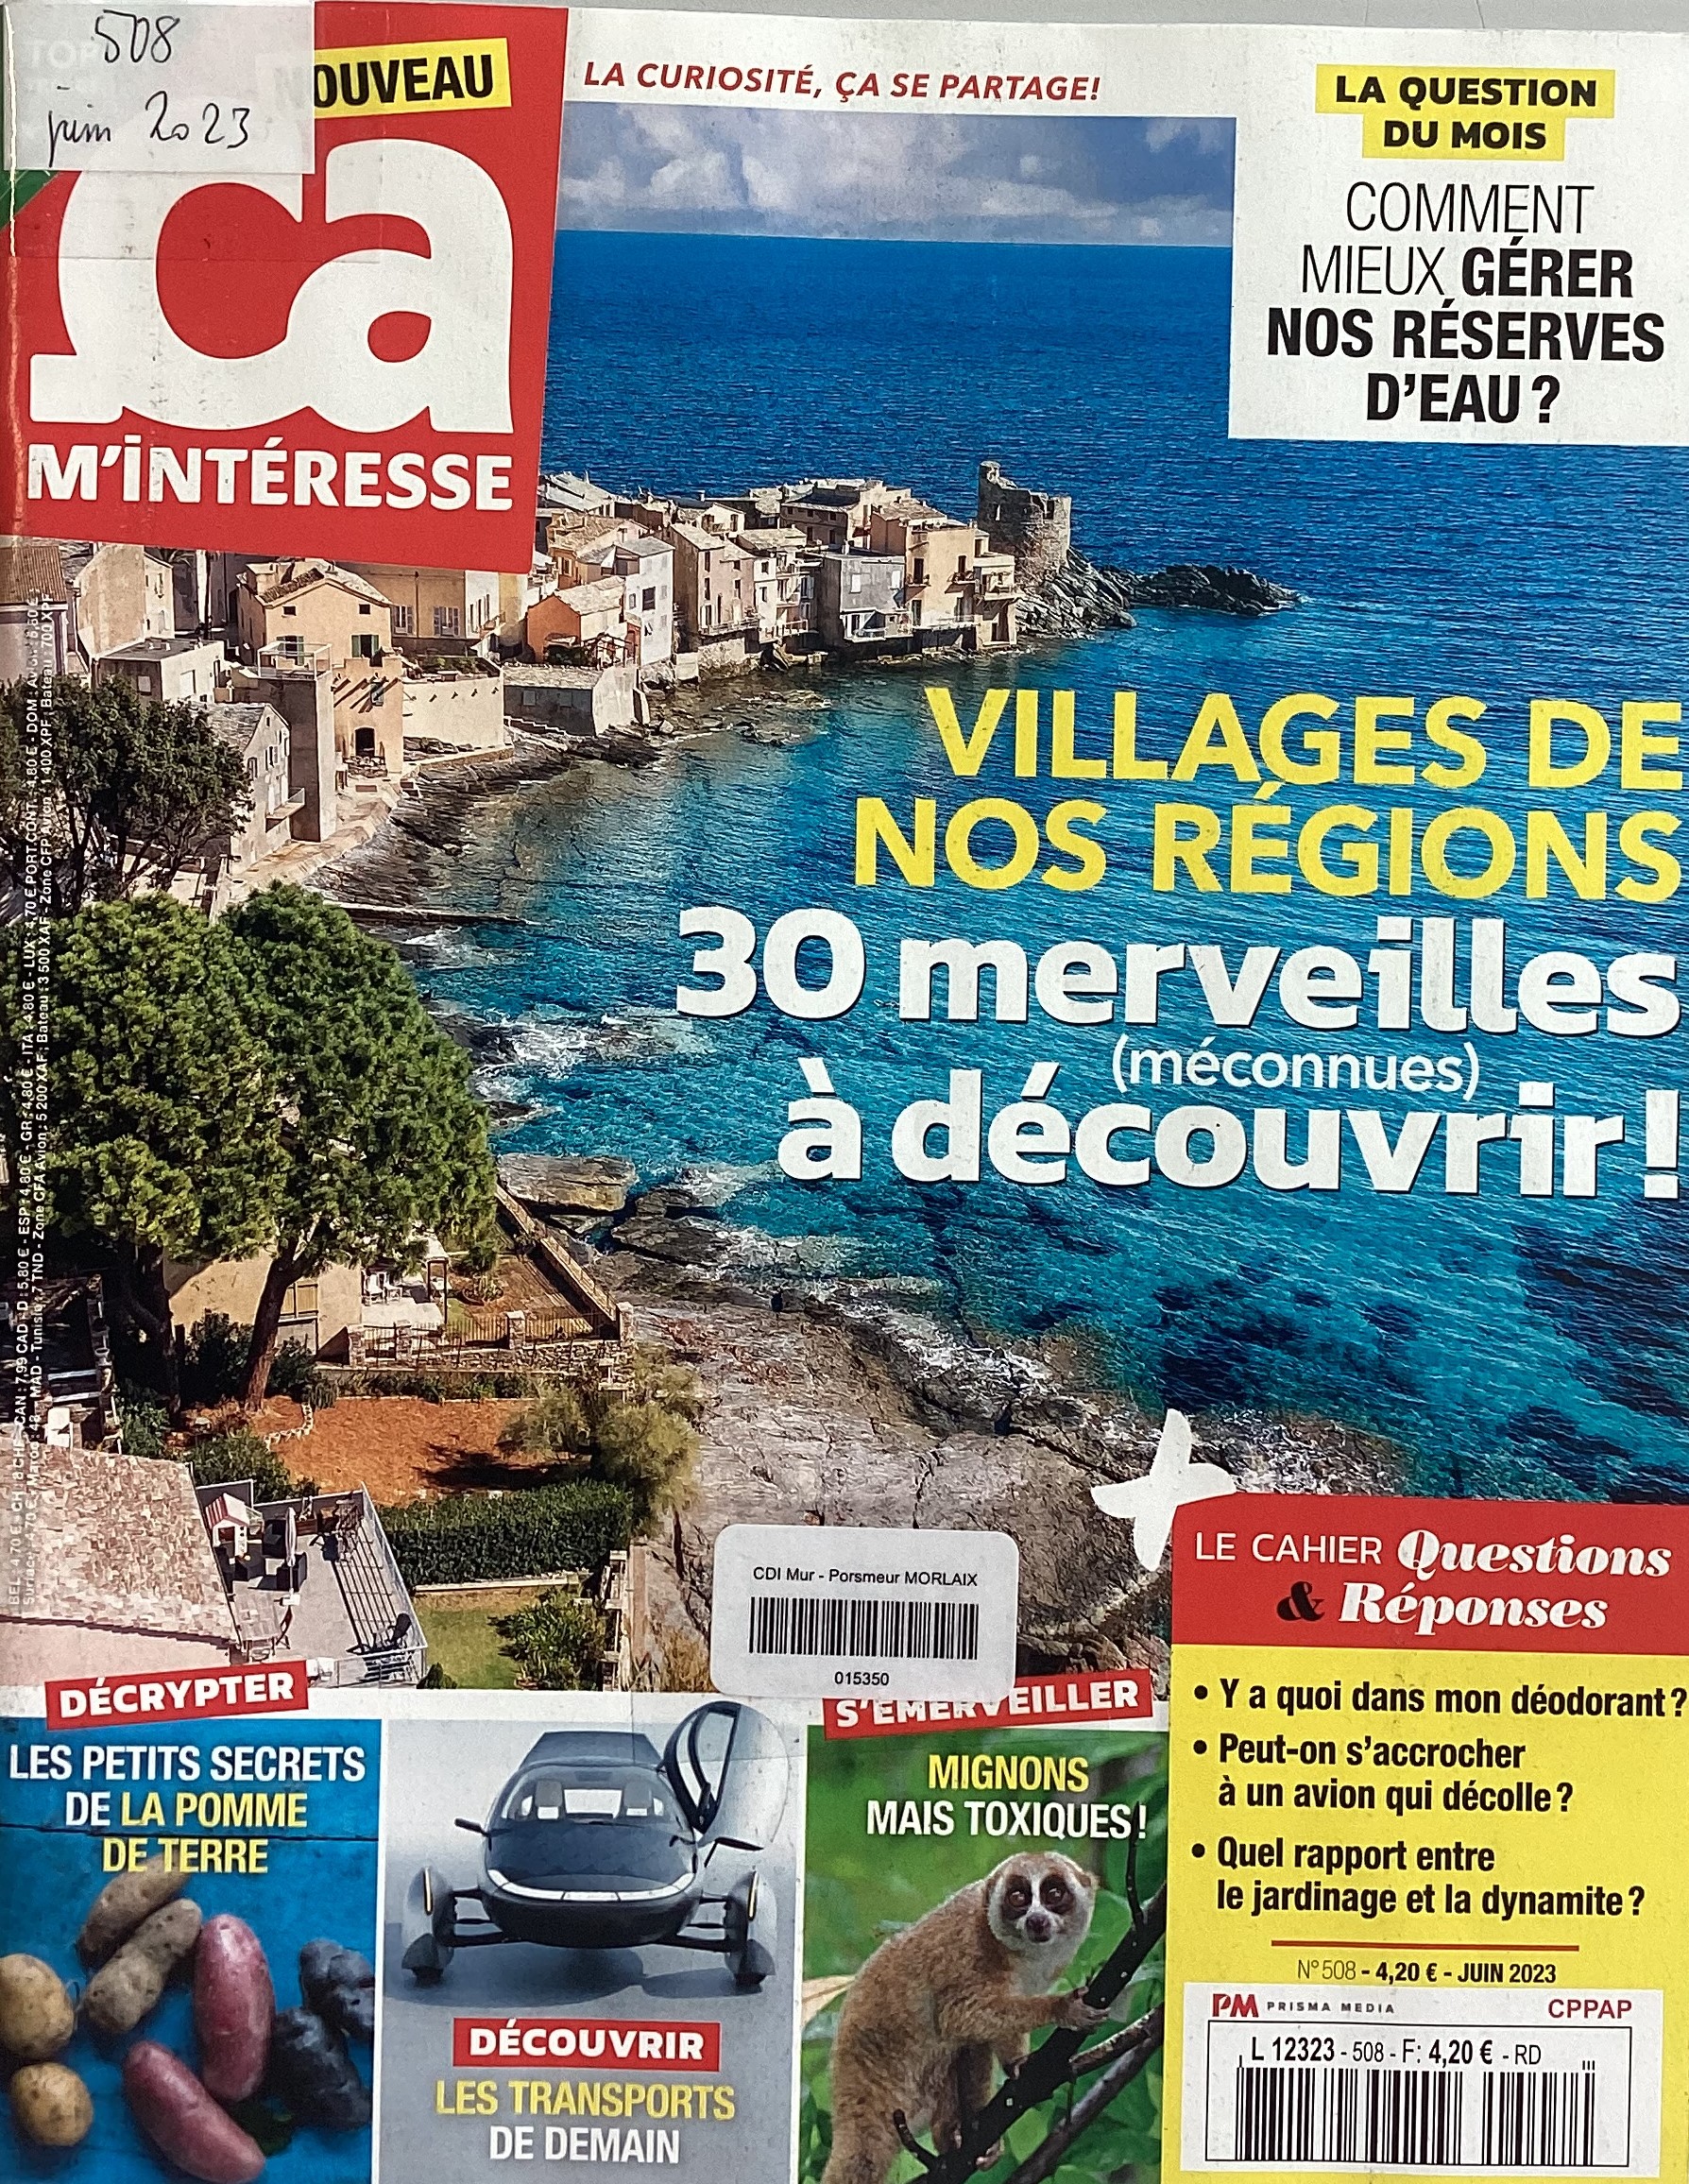 508
juin 2023
NOUVEAU
ça
M'INTÉRESSE
LA CURIOSITÉ, ÇA SE PARTAGE!
LA QUESTION
DU MOIS
COMMENT
MIEUX GÉRER
NOS RÉSERVES
D'EAU ?
VILLAGES DE
NOS RÉGIONS
30 merveilles
(méconnues)
à découvrir !
CDI Mur - Porsmeur MORLAIX
015350
LE CAHIER Questions
& Réponses
• Y a quoi dans mon déodorant ?
• Peut-on s'accrocher
à un avion qui décolle ?
• Quel rapport entre
le jardinage et la dynamite ?
N° 508 - 4,20 € - JUIN 2023
PM PRISMA MEDIA
CPPAP
L 12323 - 508 - F: 4,20 € - RD
DÉCRYPTER
LES PETITS SECRETS
DE LA POMME
DE TERRE
DÉCOUVRIR
LES TRANSPORTS
DE DEMAIN
S'ÉMERVEILLER
MIGNONS
MAIS TOXIQUES !